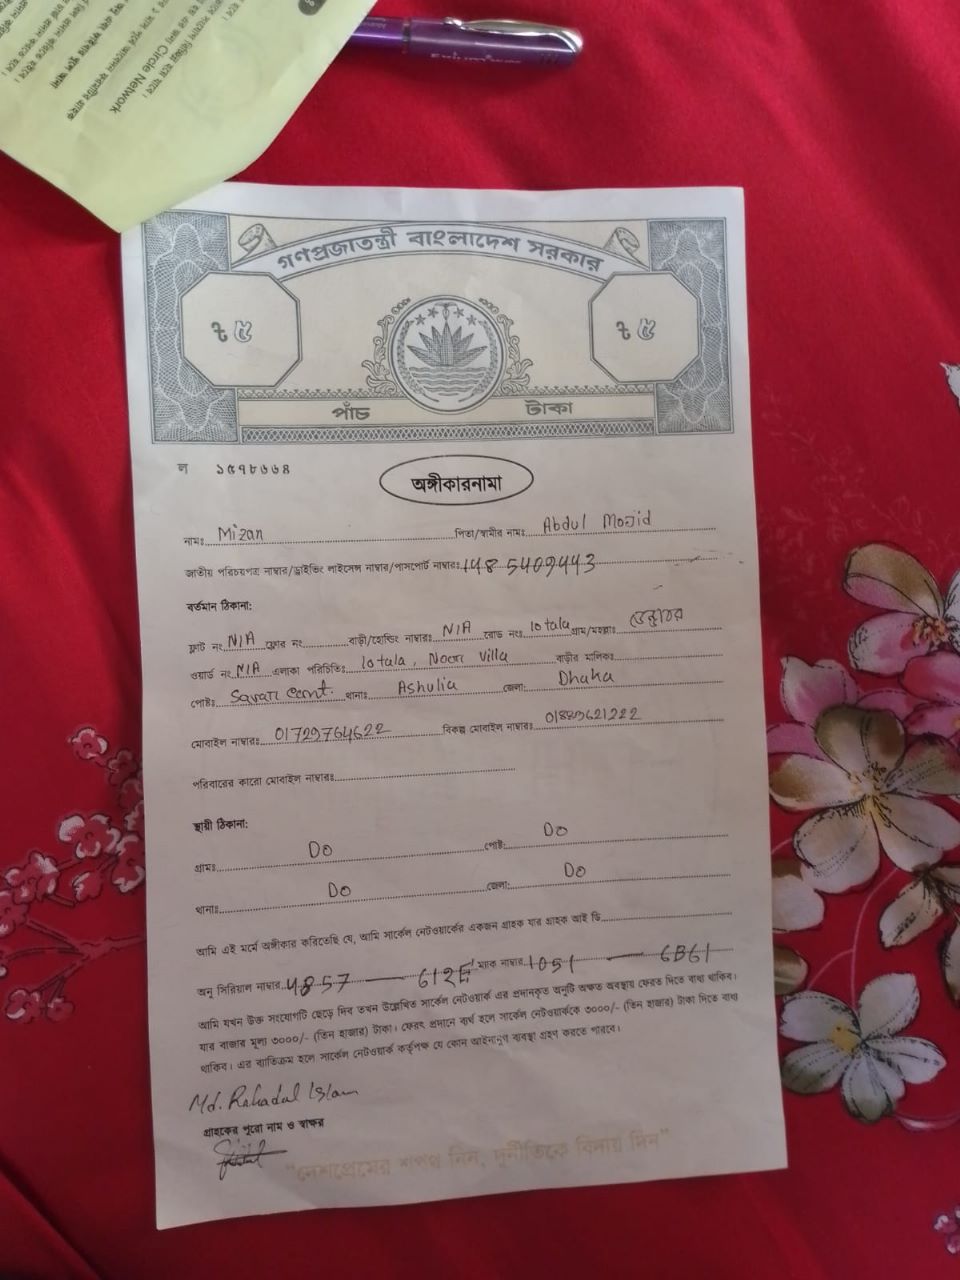 Circle Network
গণপ্রজাতন্ত্রী বাংলাদেশ সরকার
৳ ৫ ৳ ৫
পাঁচ টাকা
ল ১৫৭৮৬৬৪
অঙ্গীকারনামা
নামঃ Mizan পিতা/স্বামীর নামঃ Abdul Mojid
জাতীয় পরিচয়পত্র নাম্বার/ড্রাইভিং লাইসেন্স নাম্বার/পাসপোর্ট নাম্বারঃ 148 5409443
বর্তমান ঠিকানা:
ফ্লাট নং N/A ফ্লোর নং বাড়ী/হোল্ডিং নাম্বারঃ N/A রোড নংঃ 10 tala গ্রাম/মহল্লাঃ
ওয়ার্ড নং N/A এলাকা পরিচিতিঃ 10 tala, Noor Villa বাড়ীর মালিকঃ
পোষ্টঃ Savar Cant. থানাঃ Ashulia জেলা: Dhaka
মোবাইল নাম্বারঃ 01729764622 বিকল্প মোবাইল নাম্বারঃ 01829621222
পরিবারের কারো মোবাইল নাম্বারঃ
স্থায়ী ঠিকানা:
গ্রামঃ Do পোষ্ট: Do
থানাঃ Do জেলা: Do
আমি এই মর্মে অঙ্গীকার করিতেছি যে, আমি সার্কেল নেটওয়ার্কের একজন গ্রাহক যার গ্রাহক আই ডি
অনু সিরিয়াল নাম্বার 4857 — 612E ম্যাক নাম্বার 1051 — 6B61
আমি যখন উক্ত সংযোগটি ছেড়ে দিব তখন উল্লেখিত সার্কেল নেটওয়ার্ক এর প্রদানকৃত অনুটি অক্ষত অবস্থায় ফেরত দিতে বাধ্য থাকিব।
যার বাজার মূল্য ৩০০০/- (তিন হাজার) টাকা। ফেরৎ প্রদানে ব্যর্থ হলে সার্কেল নেটওয়ার্ককে ৩০০০/- (তিন হাজার) টাকা দিতে বাধ্য
থাকিব। এর ব্যতিক্রম হলে সার্কেল নেটওয়ার্ক কর্তৃপক্ষ যে কোন আইনানুগ ব্যবস্থা গ্রহণ করতে পারবে।
Md. Rahadul Islam
গ্রাহকের পুরো নাম ও স্বাক্ষর
"দেশপ্রেমের শপথ নিন, দুর্নীতিকে বিদায় দিন"